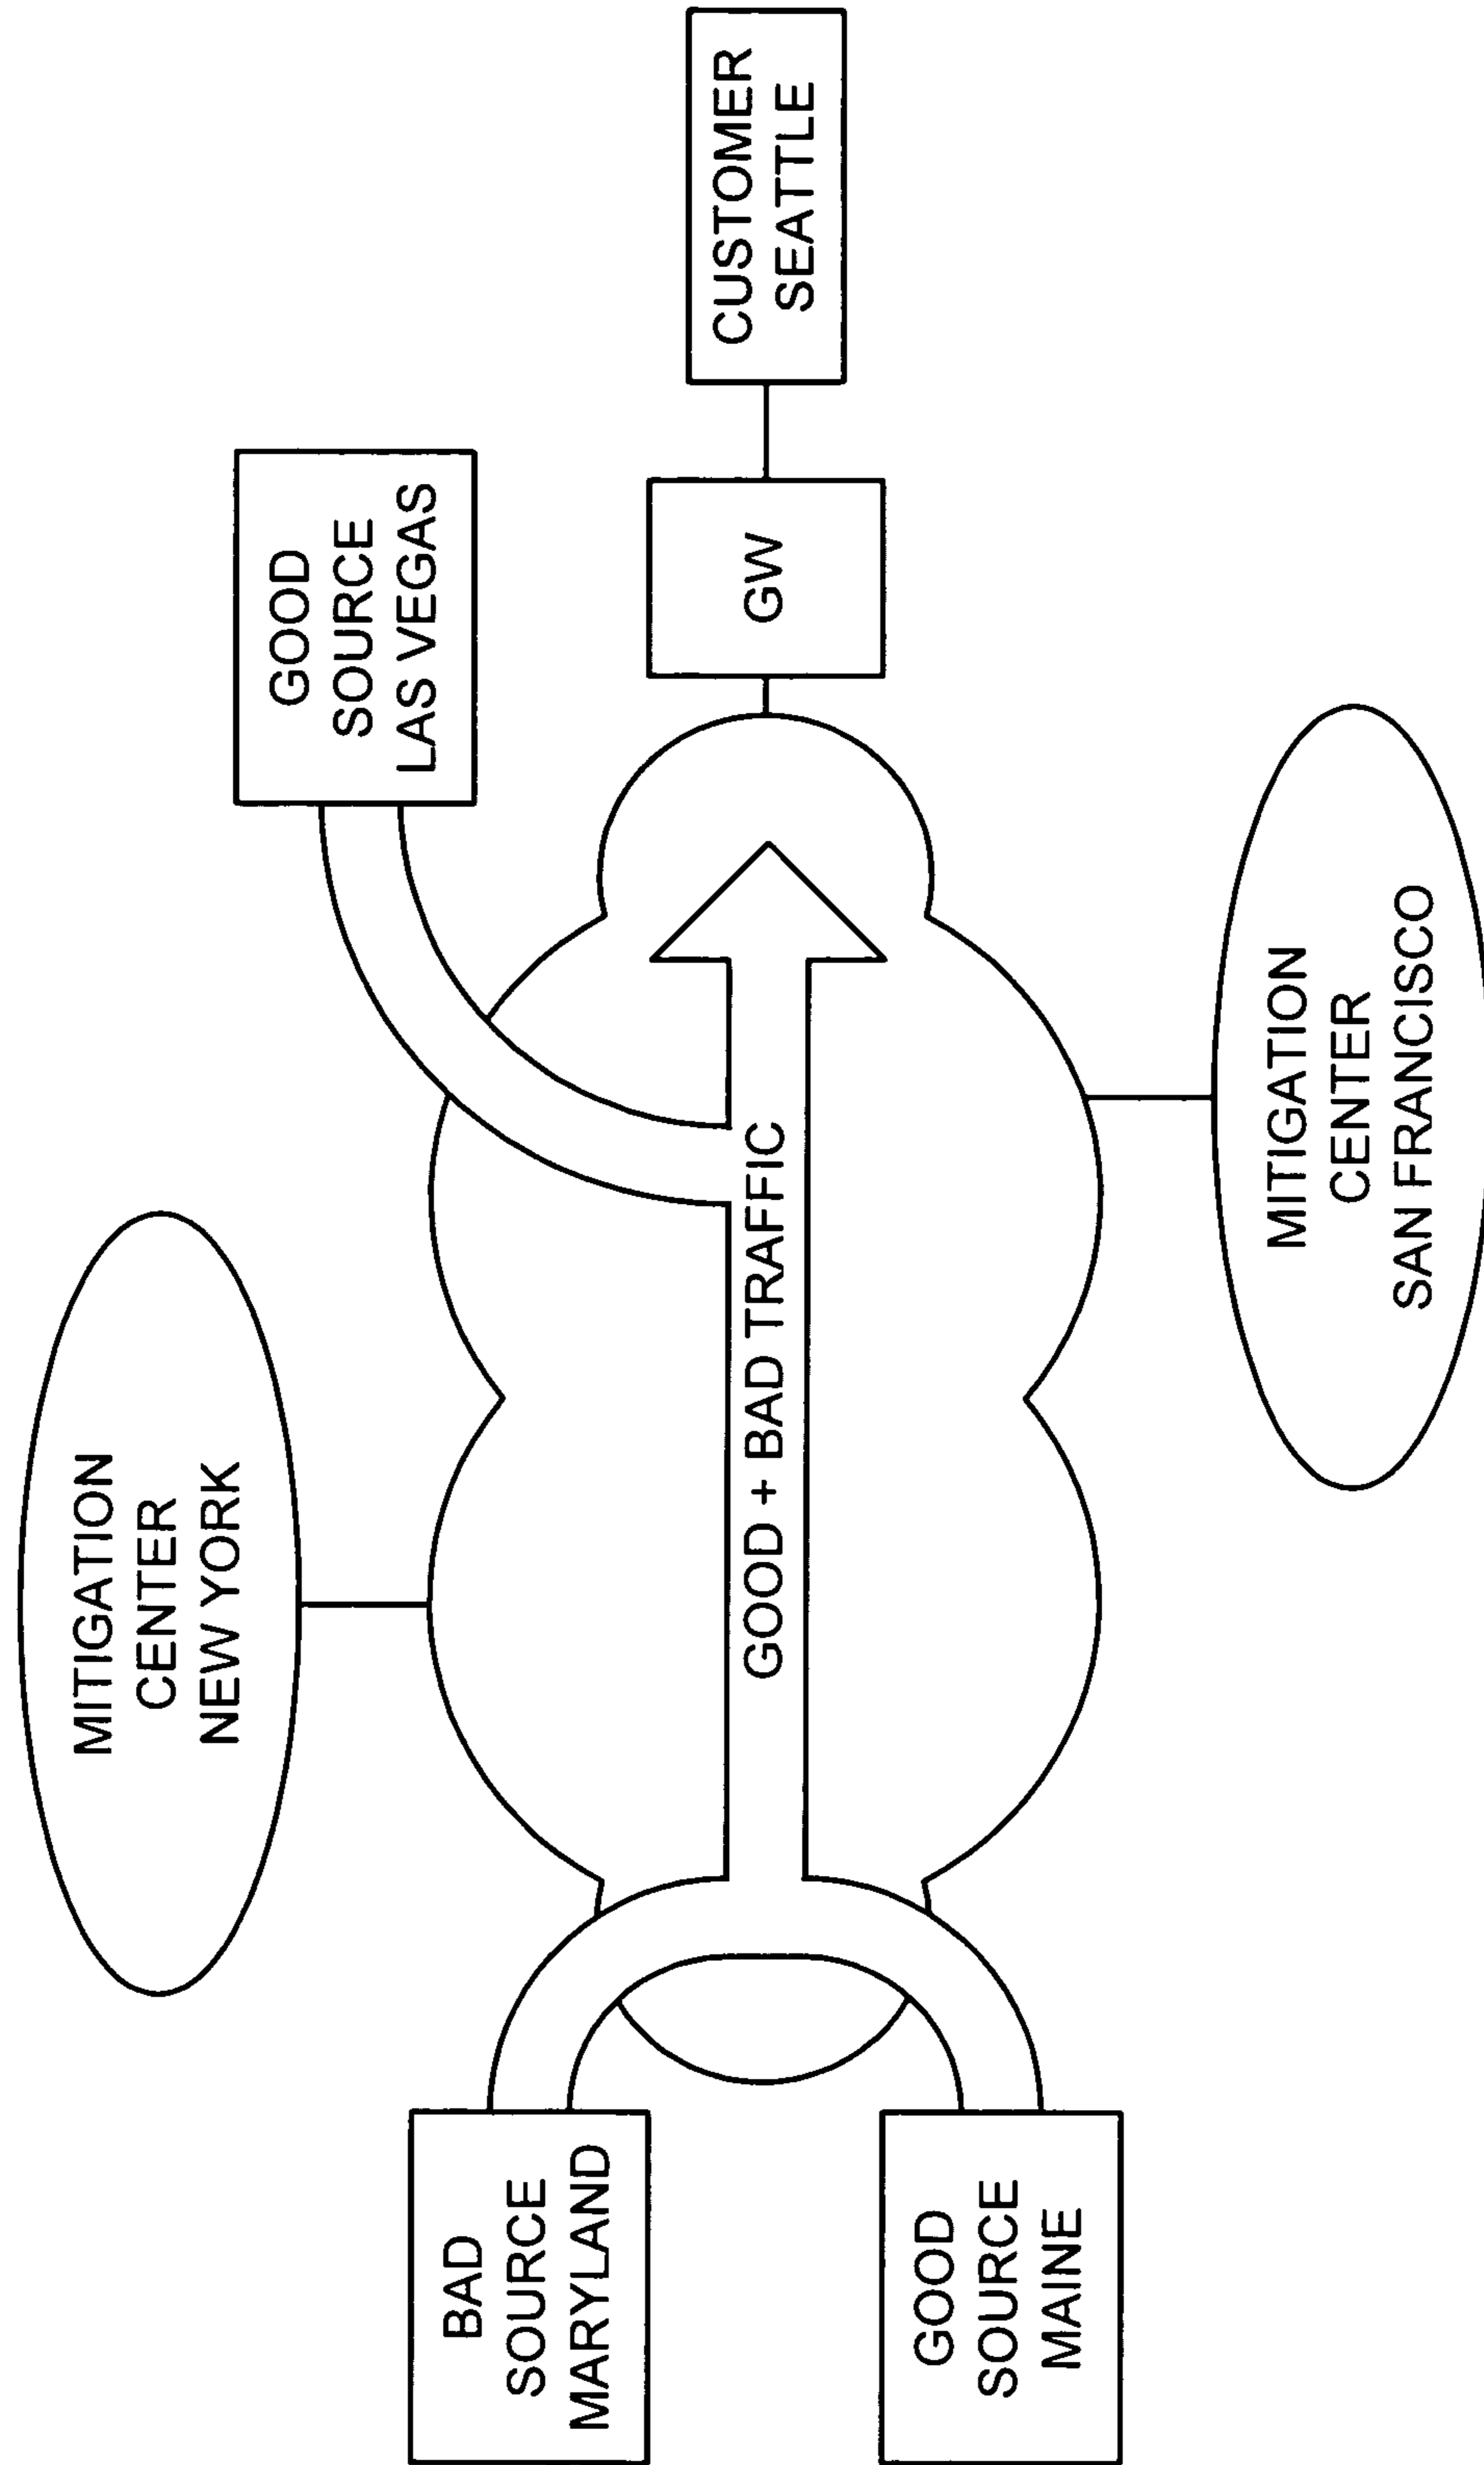 MITIGATION
CENTER
NEW YORK
GOOD
SOURCE
LAS VEGAS
BAD
SOURCE
MARYLAND
GOOD + BAD TRAFFIC
GW
CUSTOMER
SEATTLE
GOOD
SOURCE
MAINE
MITIGATION
CENTER
SAN FRANCISCO